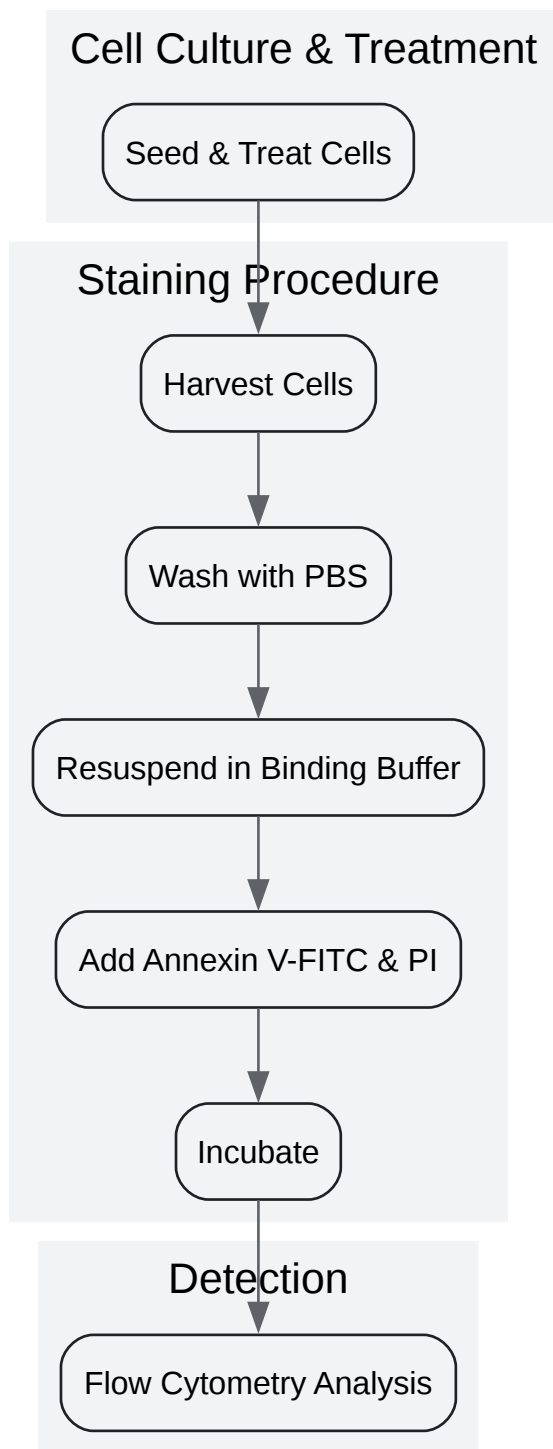 Cell Culture & Treatment
Seed & Treat Cells
Staining Procedure
Harvest Cells
Wash with PBS
Resuspend in Binding Buffer
Add Annexin V-FITC & PI
Incubate
Detection
Flow Cytometry Analysis